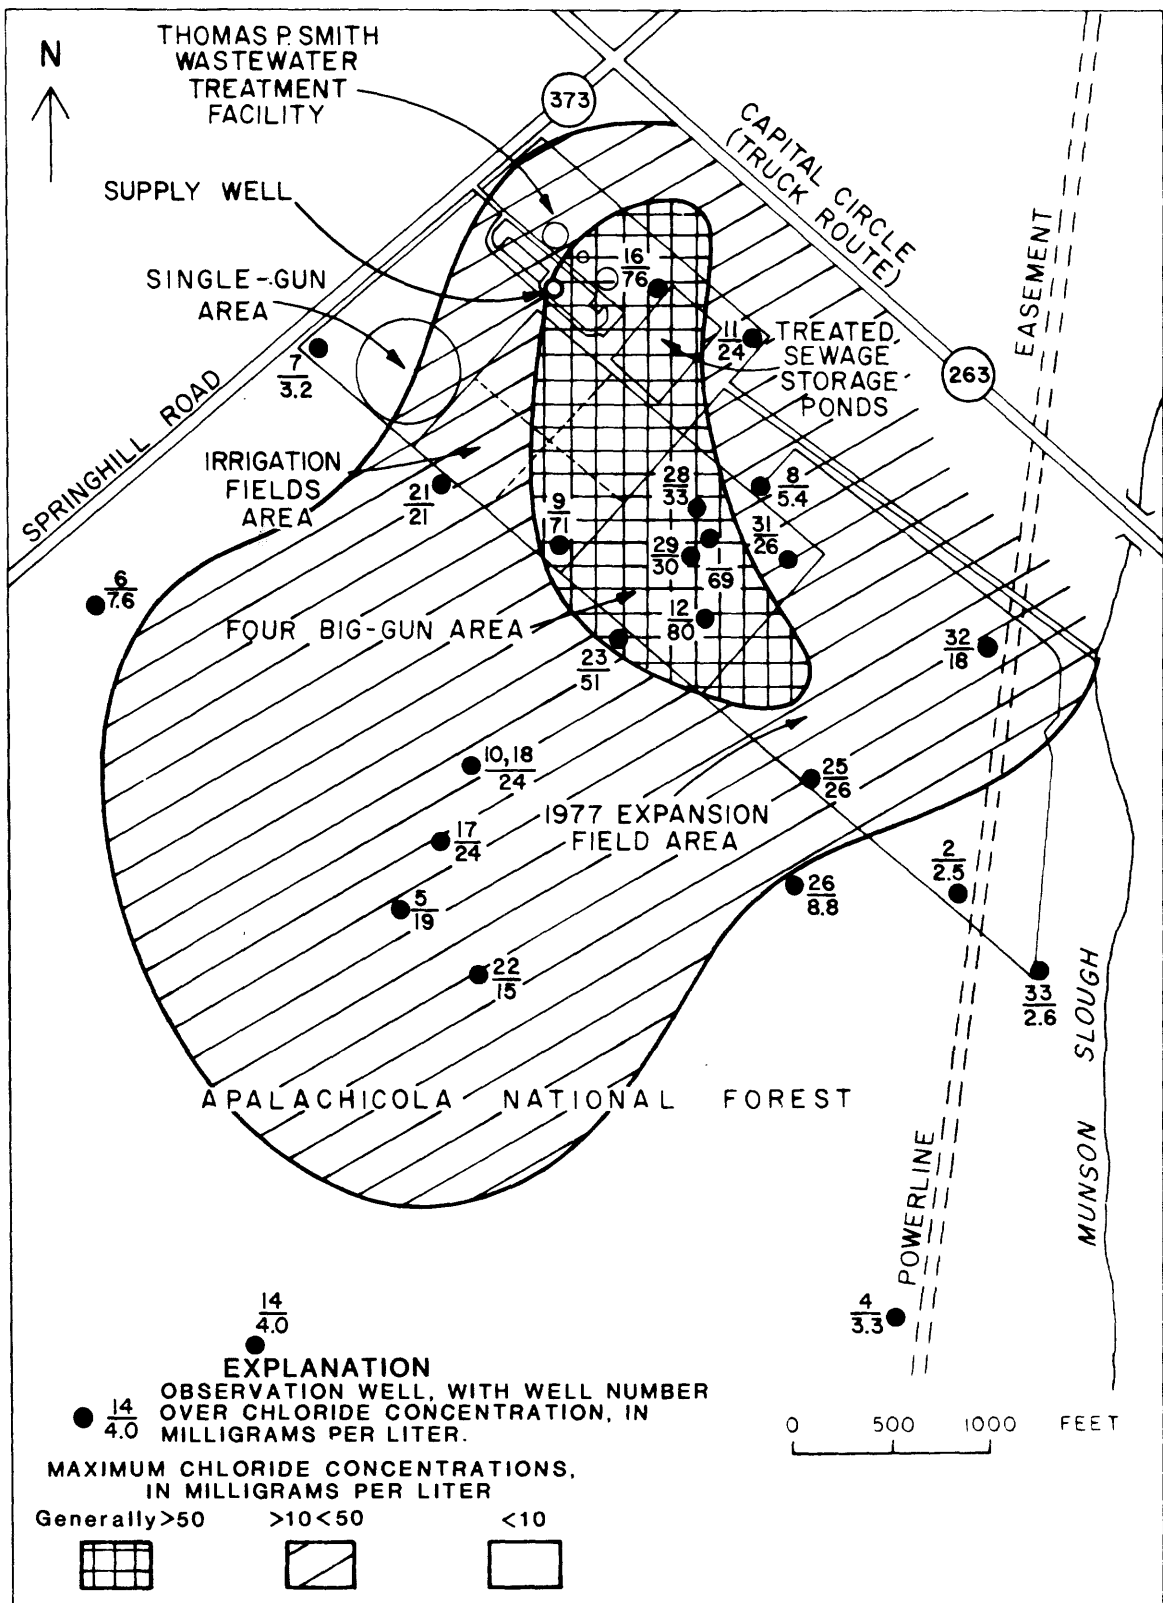 THOMAS P. SMITH
WASTEWATER
TREATMENT
FACILITY
N
373
CAPITAL CIRCLE
(TRUCK ROUTE)
SUPPLY WELL
EASEMENT
SINGLE-GUN
AREA
16
76
11
24
TREATED
SEWAGE
STORAGE
PONDS
263
7
3.2
SPRINGHILL ROAD
IRRIGATION
FIELDS
AREA
21
21
28
33
8
5.4
9
71
31
26
29
30
1
69
6
7.6
FOUR BIG-GUN AREA
12
80
23
51
32
18
10,18
24
25
26
1977 EXPANSION
FIELD AREA
17
24
2
2.5
5
19
26
8.8
22
15
33
2.6
MUNSON SLOUGH
APALACHICOLA NATIONAL FOREST
POWERLINE
14
4.0
4
3.3
EXPLANATION
14
4.0
OBSERVATION WELL, WITH WELL NUMBER
OVER CHLORIDE CONCENTRATION, IN
MILLIGRAMS PER LITER.
0 500 1000 FEET
MAXIMUM CHLORIDE CONCENTRATIONS,
IN MILLIGRAMS PER LITER
Generally >50 >10<50 <10